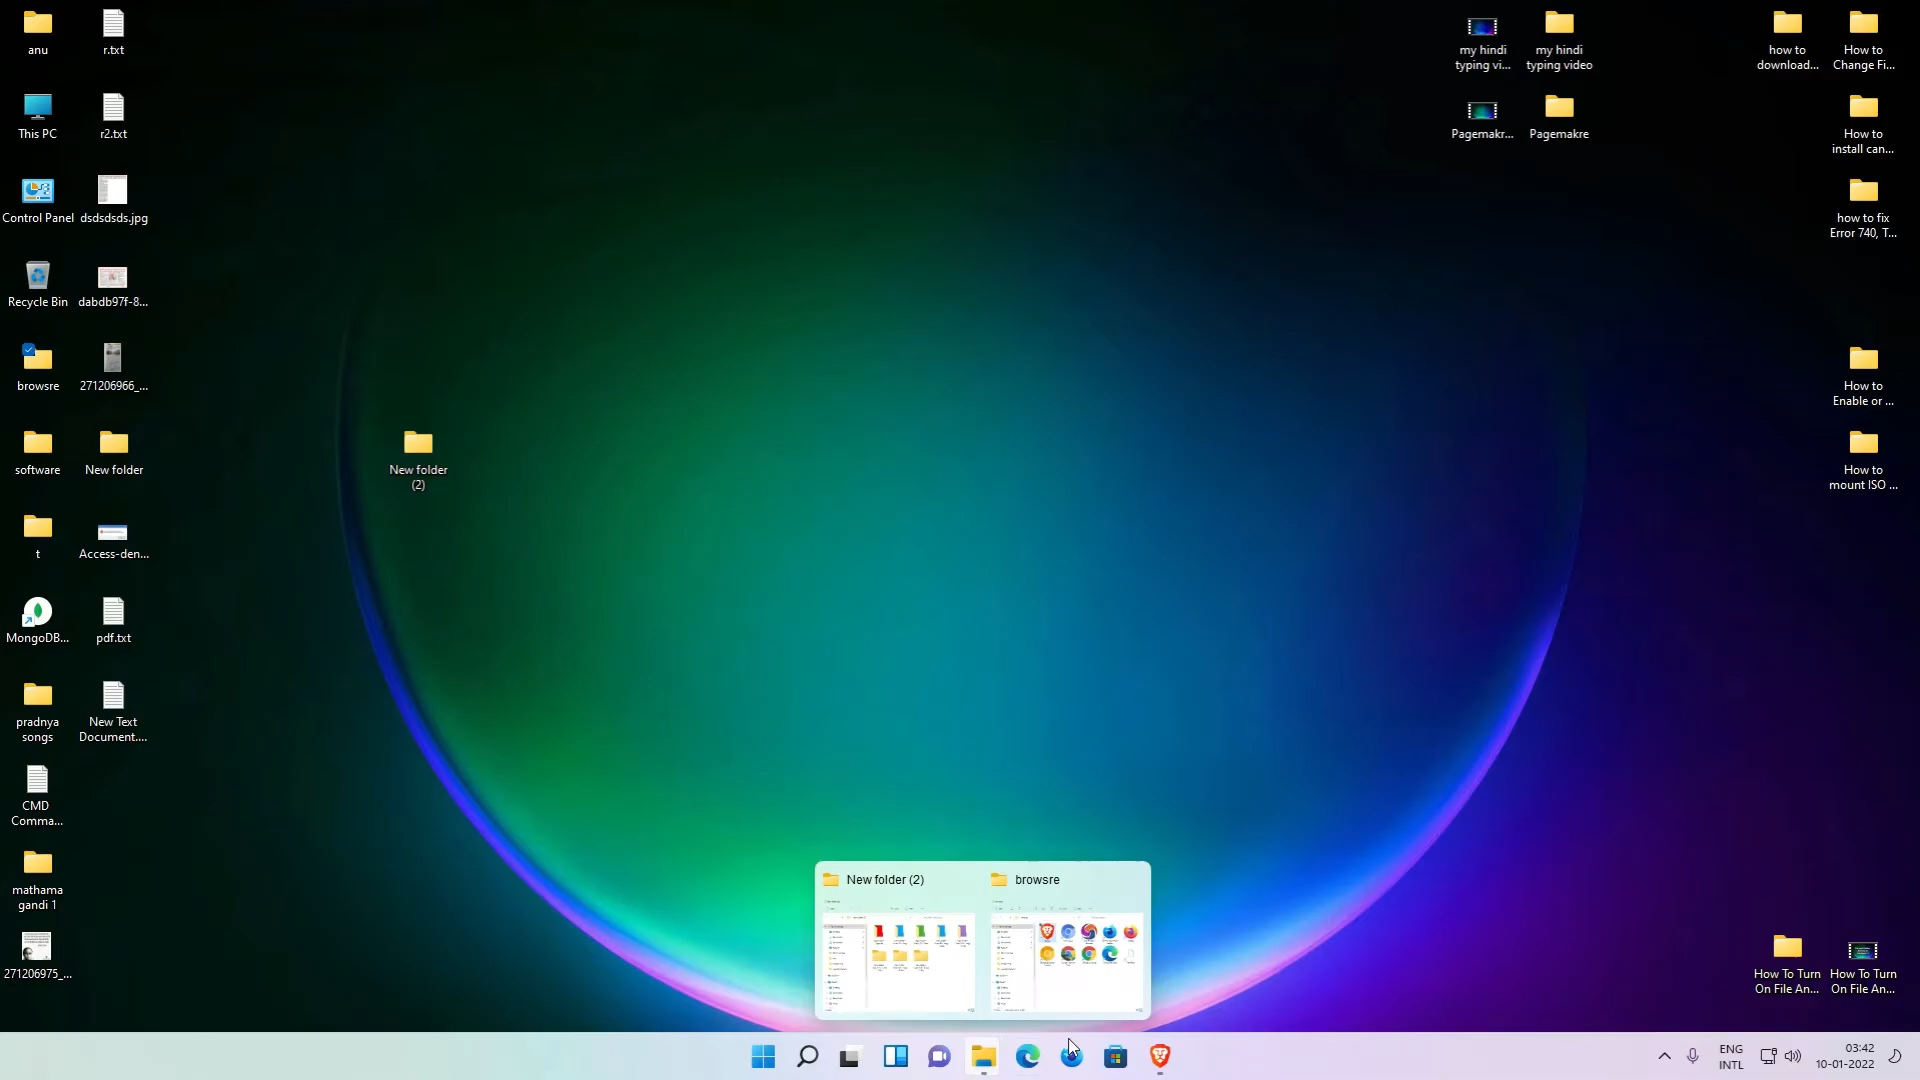 anu
r.txt
This PC
r2.txt
Control Panel
dsdsdsds.jpg
Recycle Bin
dabdb97f-8...
browsre
271206966_...
software
New folder
t
Access-den...
MongoDB...
pdf.txt
pradnya
songs
New Text
Document....
CMD
Comma...
mathama
gandi 1
271206975_...
New folder
(2)
my hindi
typing vi...
my hindi
typing video
Pagemakr...
Pagemakre
how to
download...
How to
Change Fi...
How to
install can...
how to fix
Error 740, T...
How to
Enable or ...
How to
mount ISO ...
How To Turn
On File An...
How To Turn
On File An...
New folder (2)
browsre
ENG
INTL
03:42
10-01-2022